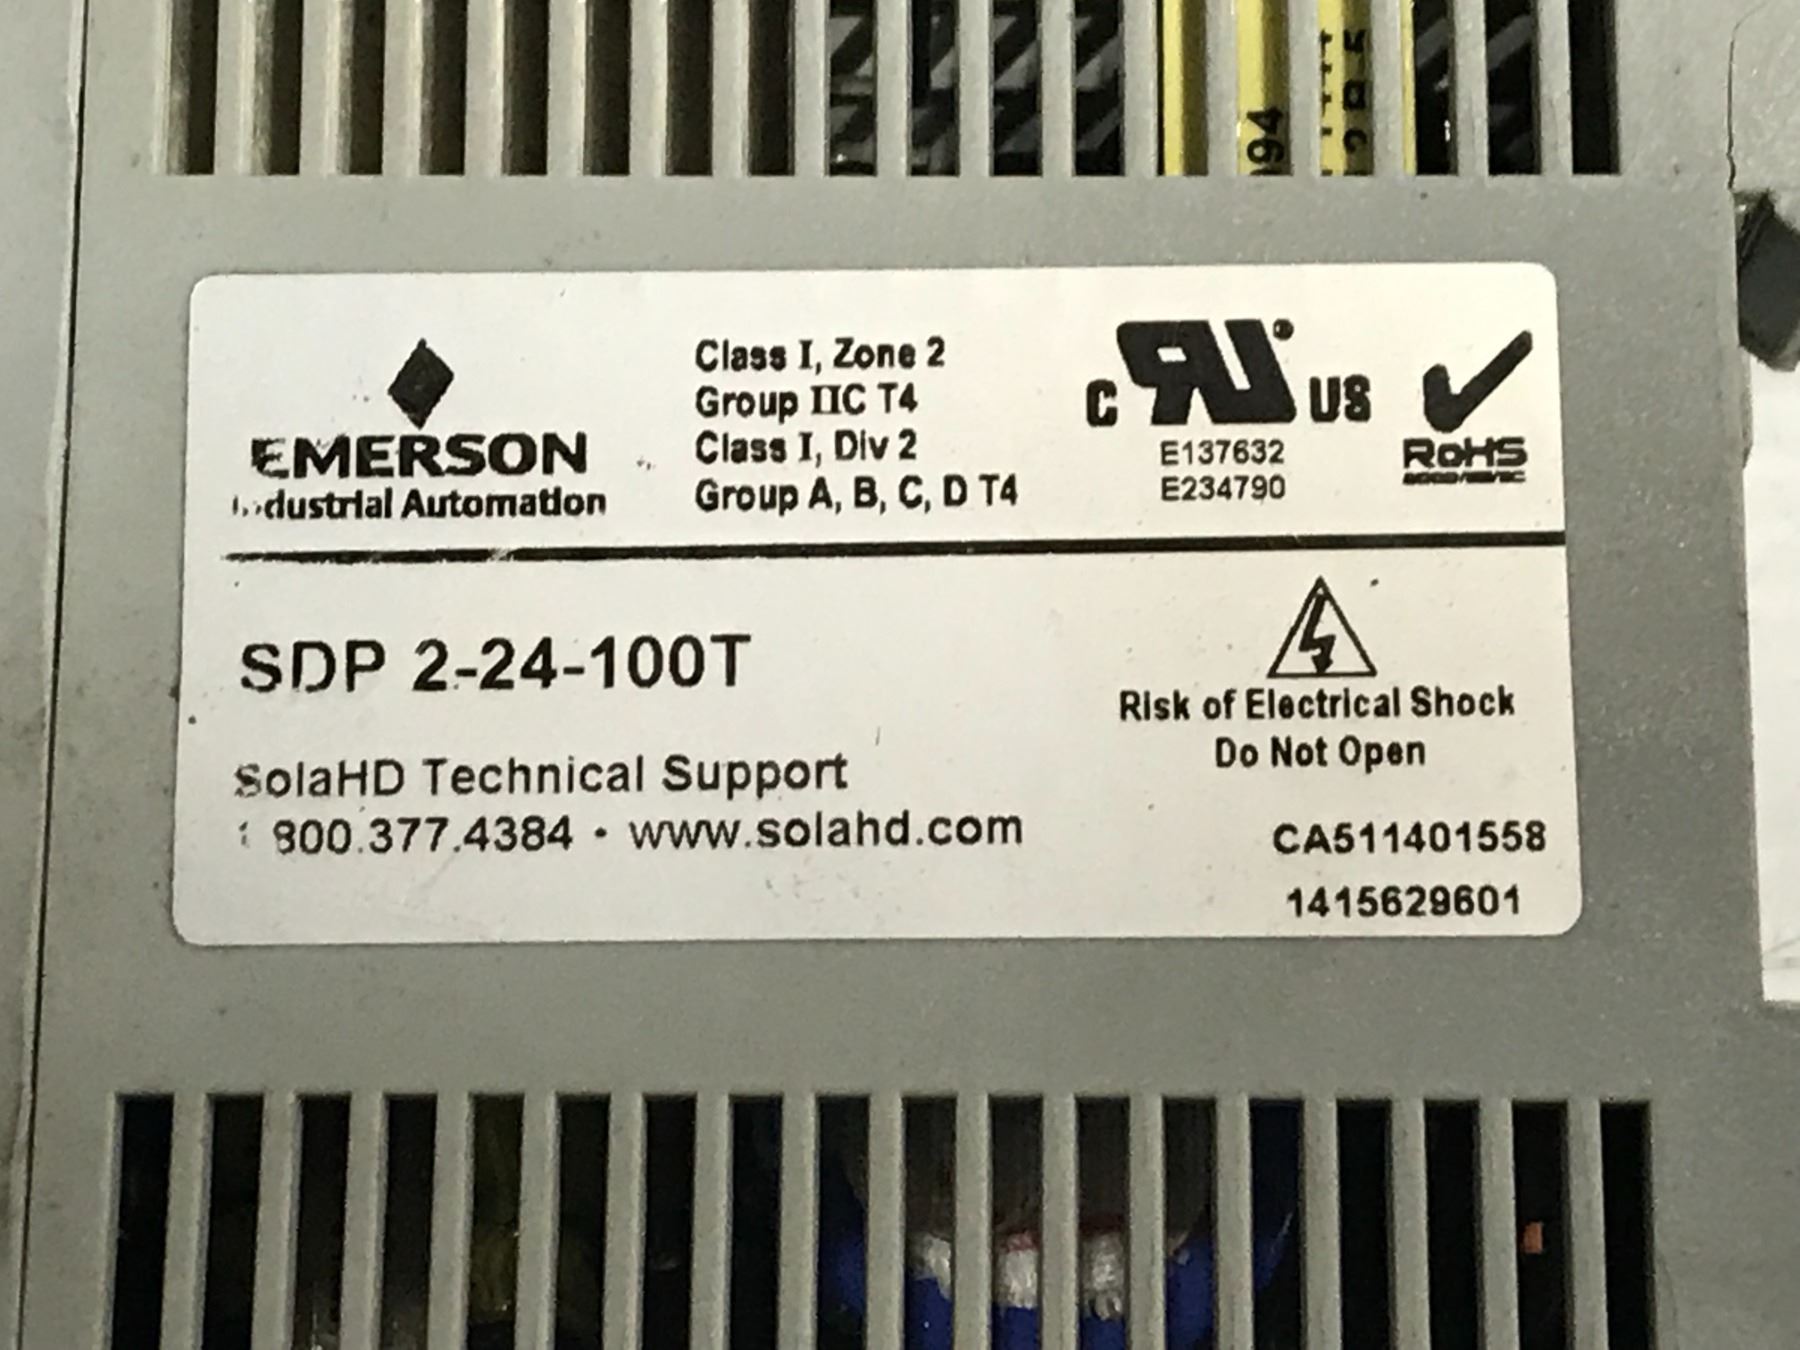 EMERSON
Industrial Automation
Class I, Zone 2
Group IIC T4
Class I, Div 2
Group A, B, C, D T4
C RU® US
E137632
E234790
RoHS
SDP 2-24-100T
SolaHD Technical Support
1 800.377.4384 • www.solahd.com
Risk of Electrical Shock
Do Not Open
CA511401558
1415629601